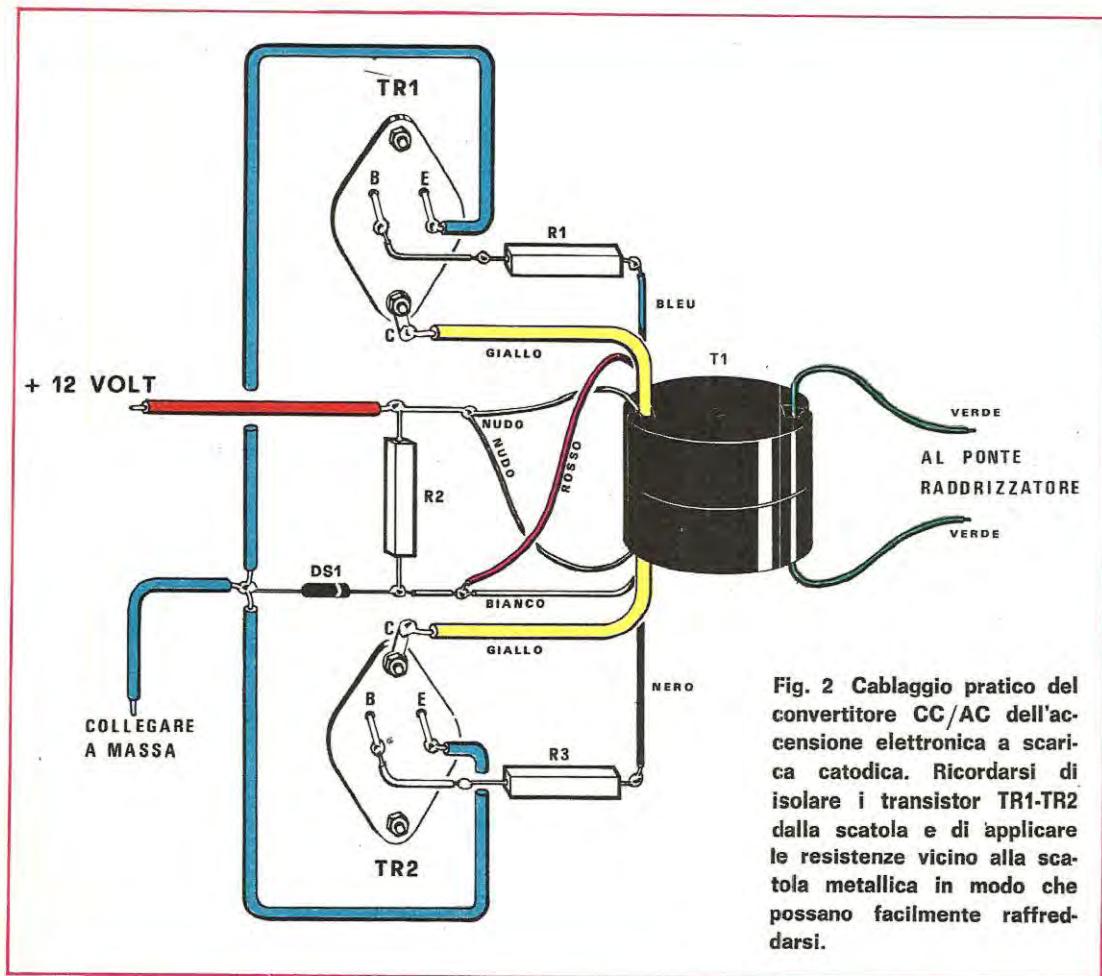 TR1
B E
R1
BLEU
C
GIALLO
T1
+ 12 VOLT
NUDO
NUDO
ROSSO
R2
VERDE
AL PONTE
RADDRIZZATORE
VERDE
DS1
BIANCO
C
GIALLO
NERO
COLLEGARE
A MASSA
B E
R3
TR2
Fig. 2 Cablaggio pratico del
convertitore CC/AC dell'ac-
censione elettronica a scari-
ca catodica. Ricordarsi di
isolare i transistor TR1-TR2
dalla scatola e di applicare
le resistenze vicino alla sca-
tola metallica in modo che
possano facilmente raffred-
darsi.